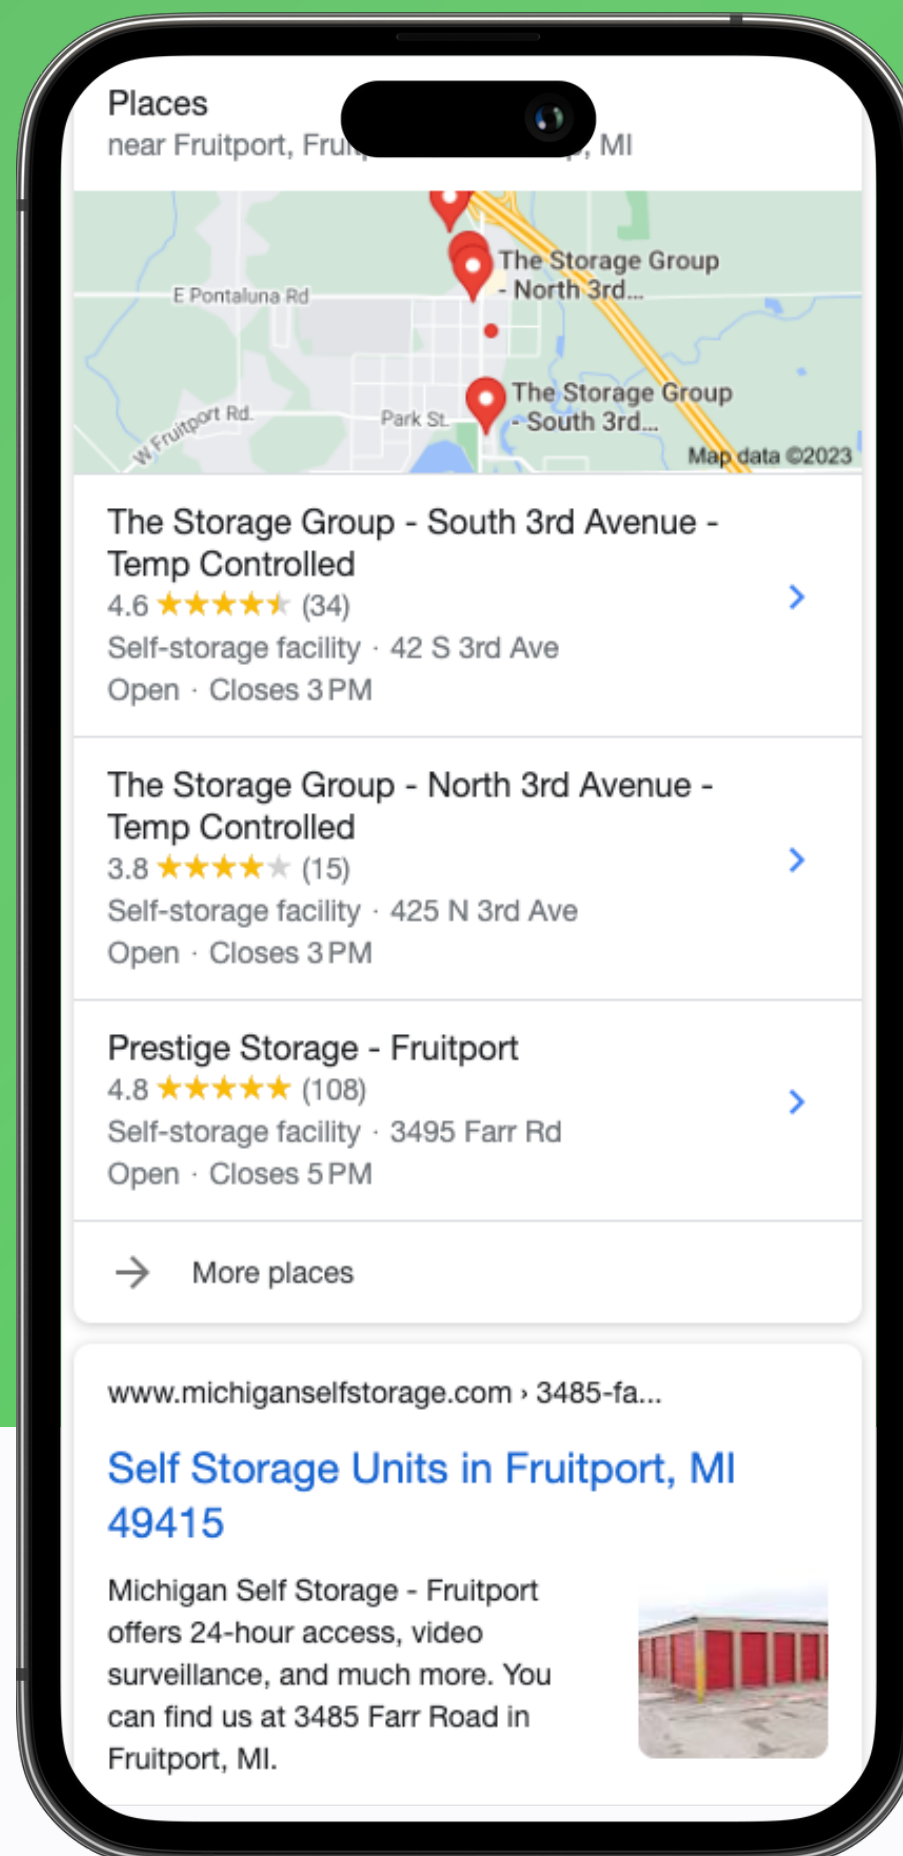 Places
near Fruitport, , MI
The Storage Group
- North 3rd...
E Pontaluna Rd
The Storage Group
- South 3rd...
Park St.
W Fruitport Rd.
Map data ©2023
The Storage Group - South 3rd Avenue -
Temp Controlled
4.6 (34)
Self-storage facility · 42 S 3rd Ave
Open · Closes 3 PM
The Storage Group - North 3rd Avenue -
Temp Controlled
3.8 (15)
Self-storage facility · 425 N 3rd Ave
Open · Closes 3 PM
Prestige Storage - Fruitport
4.8 (108)
Self-storage facility · 3495 Farr Rd
Open · Closes 5 PM
More places
www.michiganselfstorage.com › 3485-fa...
Self Storage Units in Fruitport, MI
49415
Michigan Self Storage - Fruitport
offers 24-hour access, video
surveillance, and much more. You
can find us at 3485 Farr Road in
Fruitport, MI.